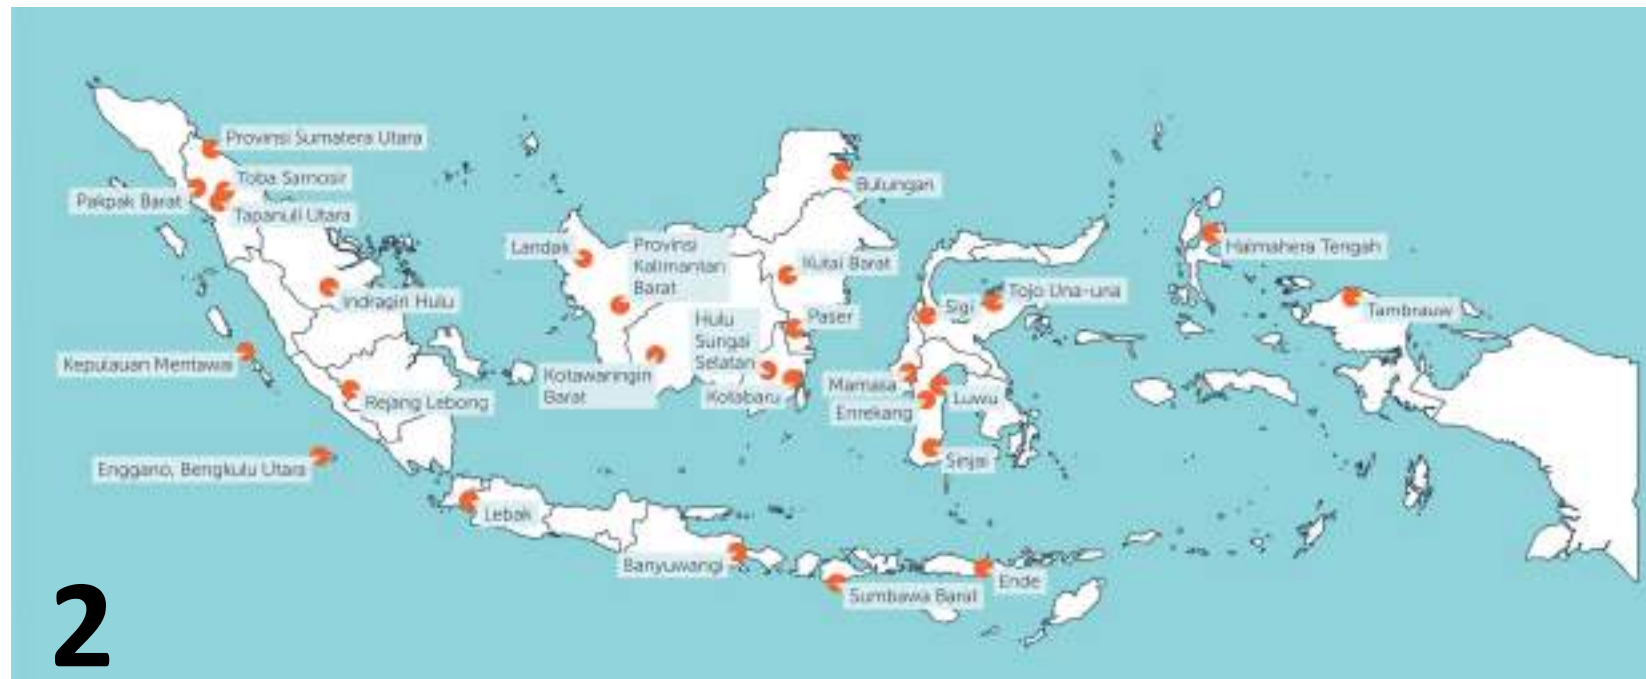 Provinsi Sumatera Utara
Toba Samosir
Pakpak Barat
Tapanuli Utara
Bulungan
Landak
Provinsi
Kalimantan
Barat
Kutai Barat
Halmahera Tengah
Indragiri Hulu
Tojo Una-una
Sigi
Tambrauw
Paser
Hulu
Sungai
Selatan
Kepulauan Mentawai
Kotawaringin
Barat
Kotabaru
Mamasa
Luwu
Enrekang
Rejang Lebong
Sinjai
Enggano, Bengkulu Utara
Lebak
Banyuwangi
Ende
Sumbawa Barat
2